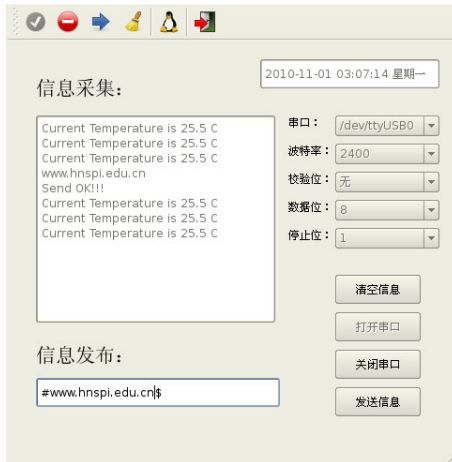 2010-11-01 03:07:14 星期一
信息采集：
Current Temperature is 25.5 C
Current Temperature is 25.5 C
Current Temperature is 25.5 C
www.hnspi.edu.cn
Send OK!!!
Current Temperature is 25.5 C
Current Temperature is 25.5 C
Current Temperature is 25.5 C
串口： /dev/ttyUSB0
波特率： 2400
校验位： 无
数据位： 8
停止位： 1
清空信息
打开串口
关闭串口
发送信息
信息发布：
#www.hnspi.edu.cn$